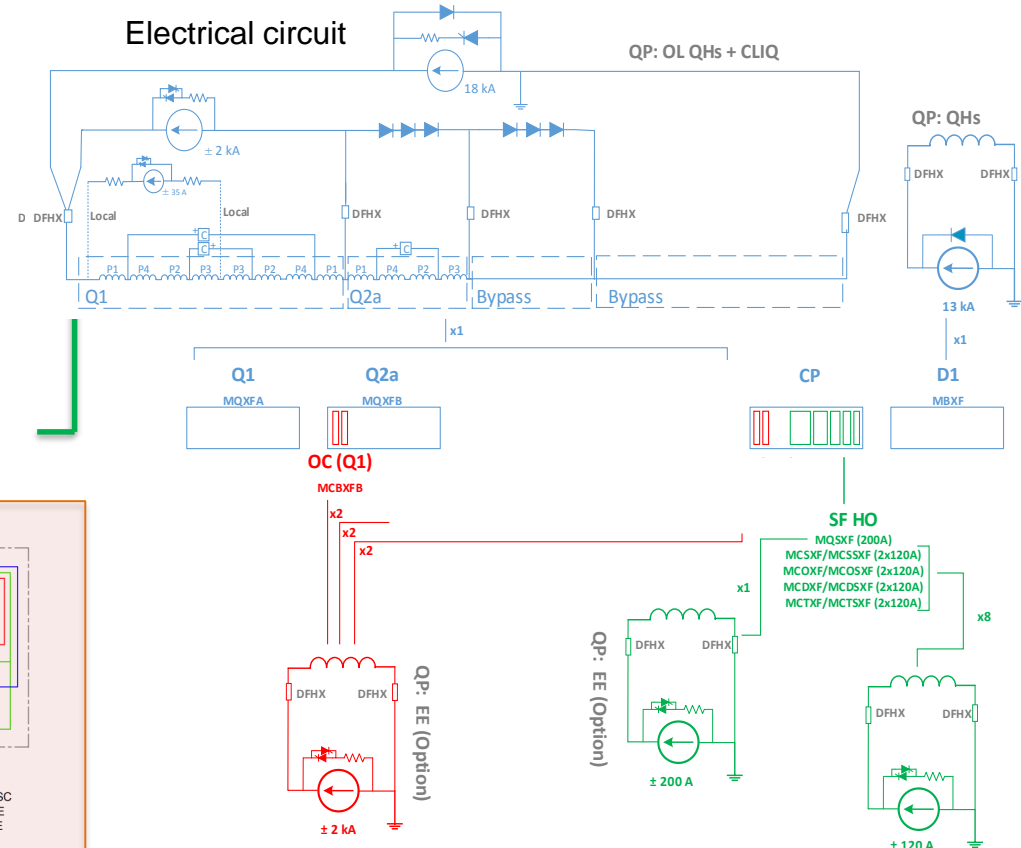 Electrical circuit
QP: OL QHs + CLIQ
18 kA
± 2 kA
± 35 A
QP: QHs
DFHX
DFHX
13 kA
D DFHX
Local
Local
DFHX
DFHX
DFHX
DFHX
C
C
C
P1 P4 P2 P3 P3 P2 P4 P1 P1 P4 P2 P3
Q1 Q2a Bypass Bypass
x1
x1
Q1 Q2a CP D1
MQXFA MQXFB MBXF
OC (Q1)
MCBXFB
x2
x2
x2
SF HO
MQSXF (200A)
MCSXF/MCSSXF (2x120A)
MCOXF/MCOSXF (2x120A)
MCDXF/MCDSXF (2x120A)
MCTXF/MCTSXF (2x120A)
x1
x8
DFHX DFHX
QP: EE (Option)
± 2 kA
QP: EE (Option)
DFHX DFHX
± 200 A
DFHX DFHX
± 120 A
SC
E